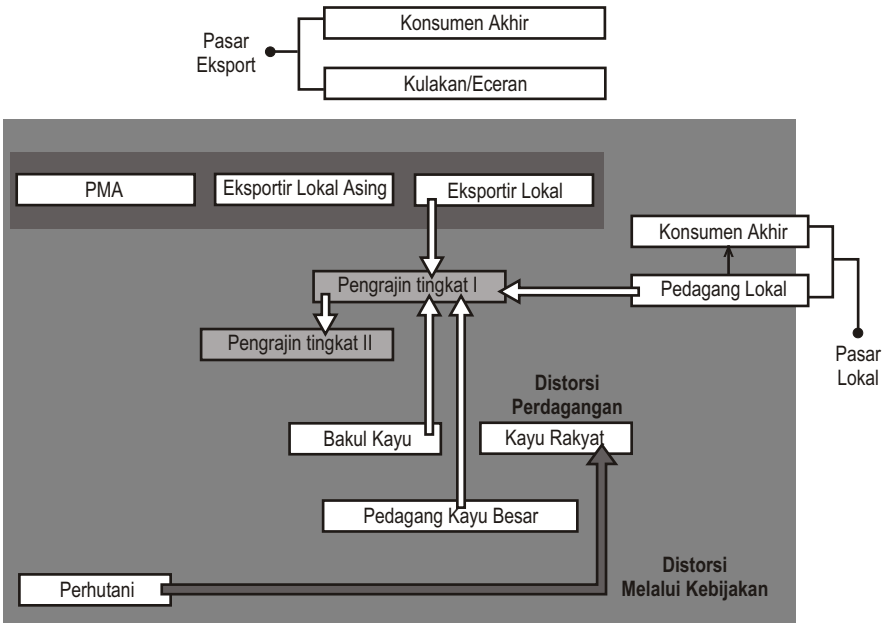 Konsumen Akhir
Pasar
Eksport
Kulakan/Eceran
PMA
Eksportir Lokal Asing
Eksportir Lokal
Konsumen Akhir
Pengrajin tingkat I
Pedagang Lokal
Pengrajin tingkat II
Pasar
Lokal
Distorsi
Perdagangan
Bakul Kayu
Kayu Rakyat
Pedagang Kayu Besar
Distorsi
Melalui Kebijakan
Perhutani